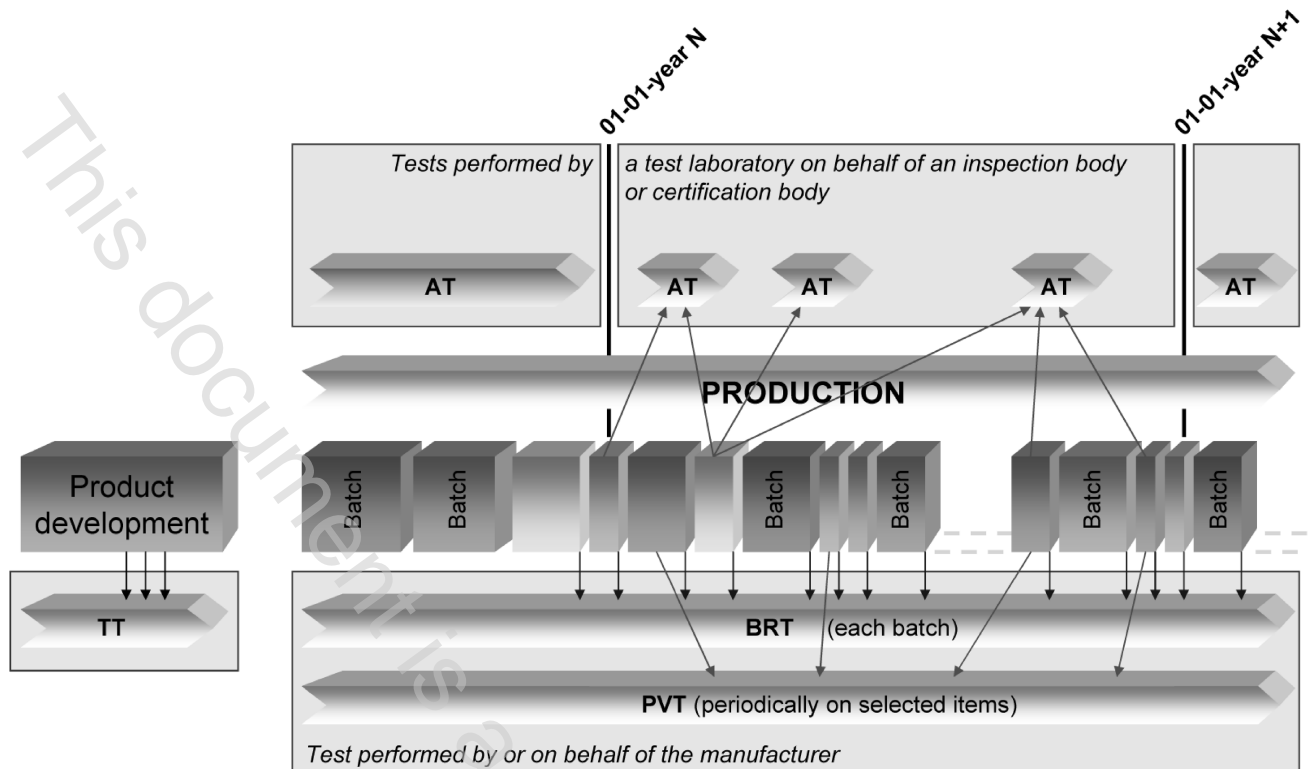 01-01-year N
01-01-year N+1
Tests performed by
a test laboratory on behalf of an inspection body
or certification body
AT
AT
AT
AT
AT
PRODUCTION
Product
development
Batch
Batch
Batch
Batch
Batch
Batch
TT
BRT (each batch)
PVT (periodically on selected items)
Test performed by or on behalf of the manufacturer
This document is a